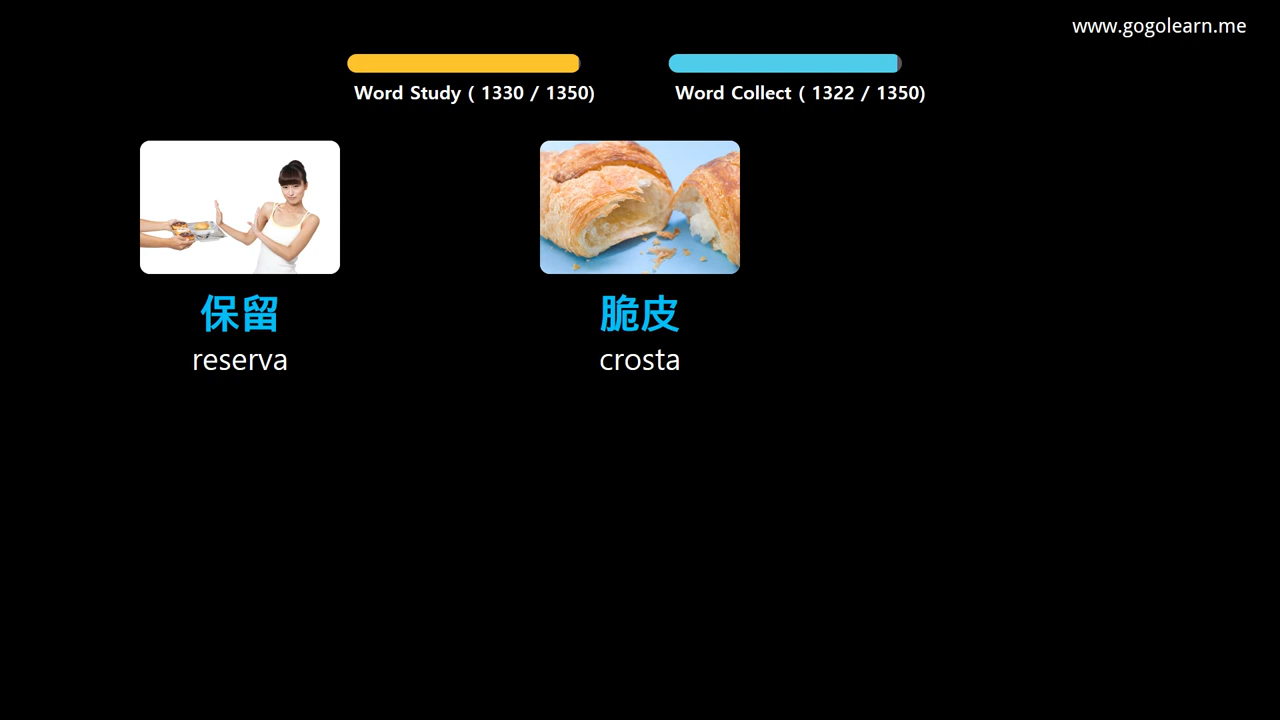 www.gogolearn.me
Word Study ( 1330 / 1350)
Word Collect ( 1322 / 1350)
保留
reserva
脆皮
crosta